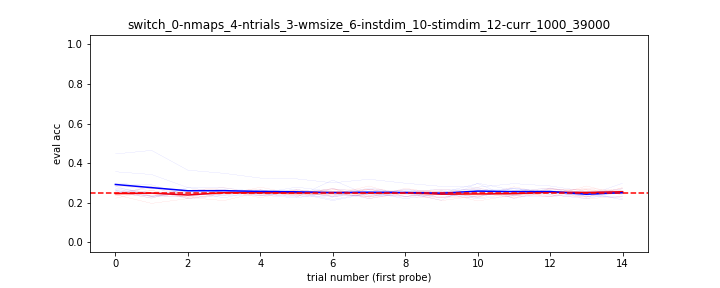 switch_0-nmaps_4-ntrials_3-wmsize_6-instdim_10-stimdim_12-curr_1000_39000
1.0
0.8
0.6
0.4
0.2
0.0
eval acc
0 2 4 6 8 10 12 14
trial number (first probe)